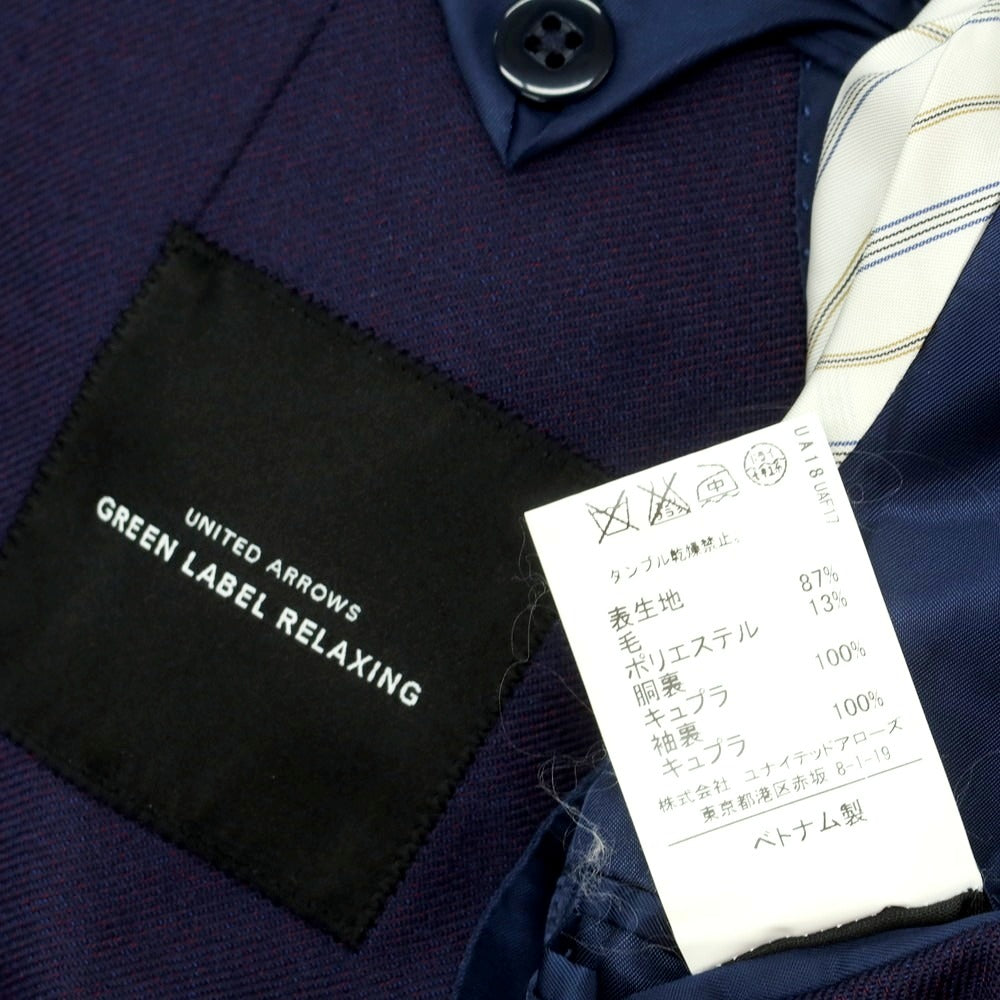 UNITED ARROWS
GREEN LABEL RELAXING
UA18UAF17
中
タンブル乾燥禁止。
表生地
毛 87%
ポリエステル 13%
胴裏
キュプラ 100%
袖裏
キュプラ 100%
株式会社 ユナイテッドアローズ
東京都港区赤坂 8-1-19
ベトナム製